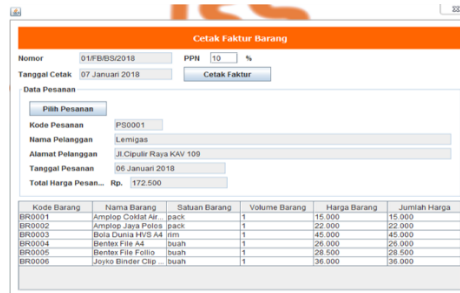 Cetak Faktur Barang
Nomor 01/FB/BS/2018 PPN 10 %
Tanggal Cetak 07 Januari 2018 Cetak Faktur
Data Pesanan
Pilih Pesanan
Kode Pesanan PS0001
Nama Pelanggan Lemigas
Alamat Pelanggan Jl.Cipulir Raya KAV 109
Tanggal Pesanan 06 Januari 2018
Total Harga Pesan... Rp. 172.500
Kode Barang Nama Barang Satuan Barang Volume Barang Harga Barang Jumlah Harga
BR0001 Amplop Coklat Air... pack 1 15.000 15.000
BR0002 Amplop Jaya Polos pack 1 22.000 22.000
BR0003 Bola Dunia HVS A4 rim 1 45.000 45.000
BR0004 Bentex File A4 buah 1 26.000 26.000
BR0005 Bentex File Follio buah 1 28.500 28.500
BR0006 Joyko Binder Clip ... buah 1 36.000 36.000